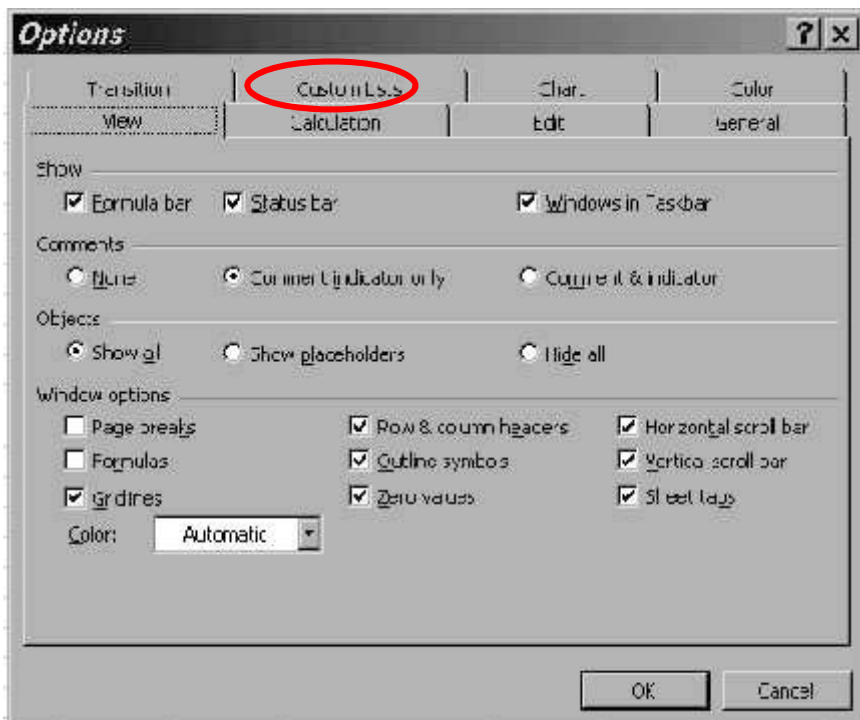 Options
Transition Custom Lists Chart Color
View Calculation Edit General
Show
Formula bar Status bar Windows in Taskbar
Comments
None Comment indicator only Comment & indicator
Objects
Show all Show placeholders Hide all
Window options
Page breaks Row & column headers Horizontal scroll bar
Formulas Outline symbols Vertical scroll bar
Gridlines Zero values Sheet tabs
Color: Automatic
OK Cancel